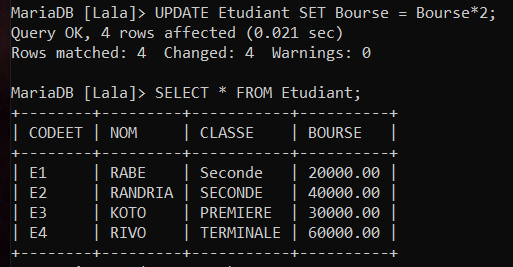 MariaDB [Lala]> UPDATE Etudiant SET Bourse = Bourse*2;
Query OK, 4 rows affected (0.021 sec)
Rows matched: 4  Changed: 4  Warnings: 0

MariaDB [Lala]> SELECT * FROM Etudiant;
+--------+---------+-----------+----------+
| CODEET | NOM     | CLASSE    | BOURSE   |
+--------+---------+-----------+----------+
| E1     | RABE    | Seconde   | 20000.00 |
| E2     | RANDRIA | SECONDE   | 40000.00 |
| E3     | KOTO    | PREMIERE  | 30000.00 |
| E4     | RIVO    | TERMINALE | 60000.00 |
+--------+---------+-----------+----------+